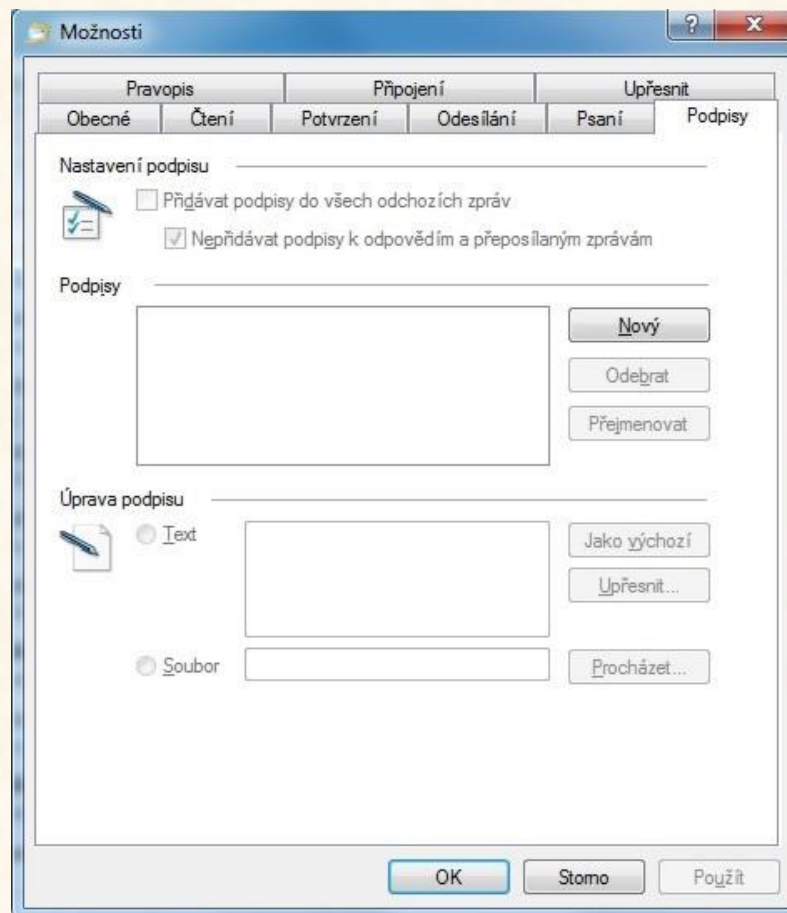 Možnosti
?
Pravopis Připojení Upřesnit
Obecné Čtení Potvrzení Odesílání Psaní Podpisy
Nastavení podpisu
Přidávat podpisy do všech odchozích zpráv
Nepřidávat podpisy k odpovědím a přeposílaným zprávám
Podpisy
Nový
Odebrat
Přejmenovat
Úprava podpisu
Text
Jako výchozí
Upřesnit...
Soubor
Procházet...
OK Storno Použít